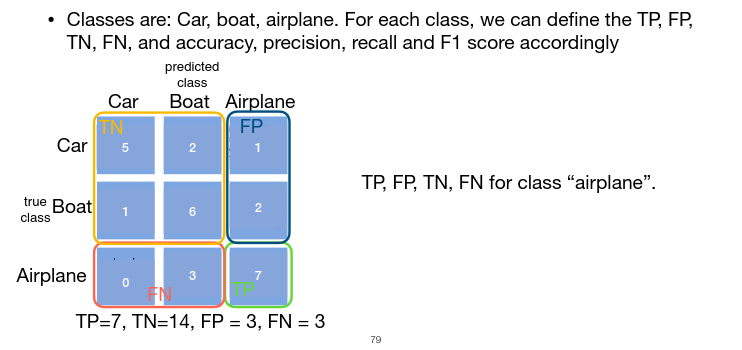 • Classes are: Car, boat, airplane. For each class, we can define the TP, FP,
TN, FN, and accuracy, precision, recall and F1 score accordingly
predicted
class
Car Boat Airplane
TN FP
Car 5 2 1
TP, FP, TN, FN for class “airplane”.
true
class
Boat 1 6 2
Airplane 0 3 7
FN TP
TP=7, TN=14, FP = 3, FN = 3
79